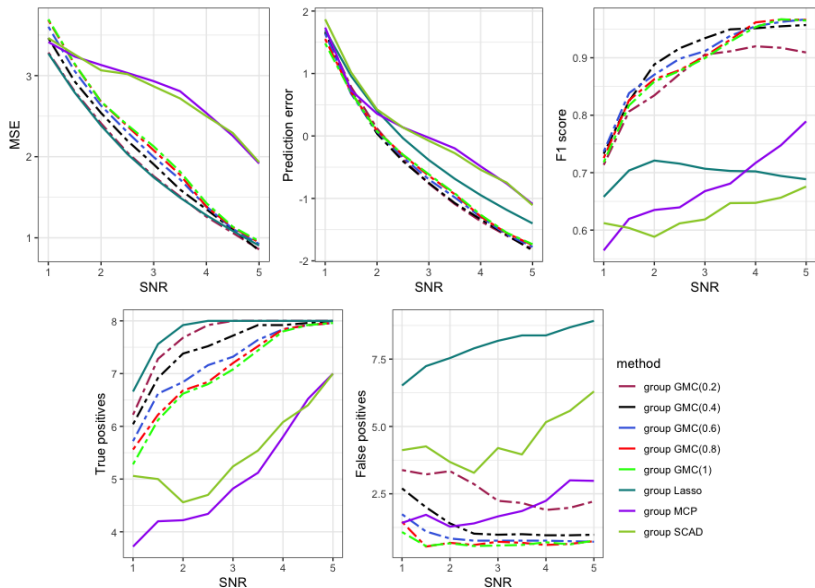 MSE
3
2
1
1 2 3 4 5
SNR
Prediction error
2
1
0
-1
-2
1 2 3 4 5
SNR
F1 score
0.9
0.8
0.7
0.6
1 2 3 4 5
SNR
True positives
8
7
6
5
4
1 2 3 4 5
SNR
False positives
7.5
5.0
2.5
1 2 3 4 5
SNR
method
group GMC(0.2)
group GMC(0.4)
group GMC(0.6)
group GMC(0.8)
group GMC(1)
group Lasso
group MCP
group SCAD